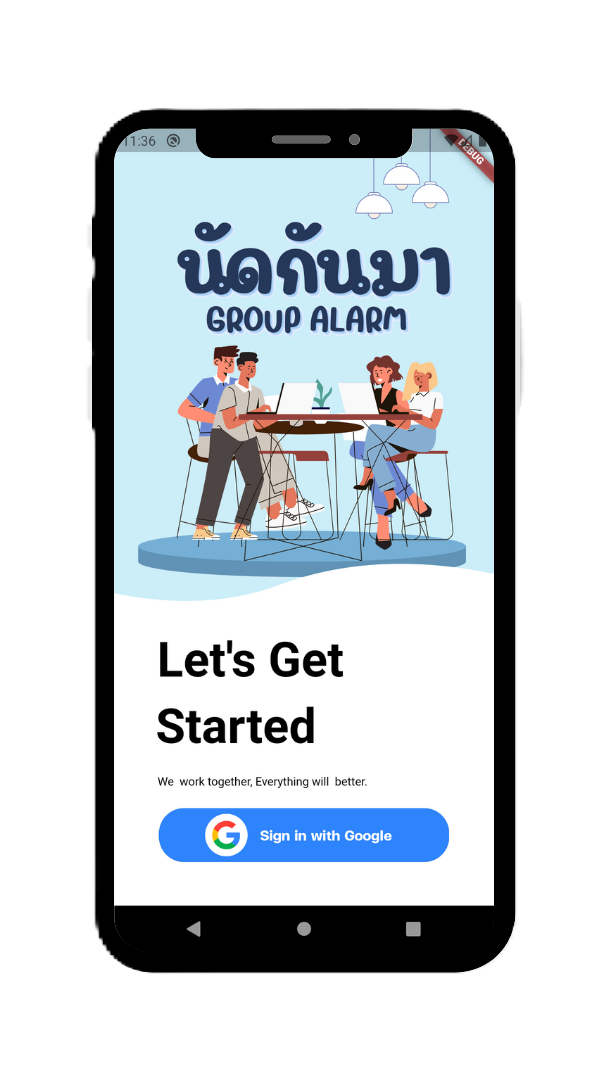 11:36
DEBUG
นัดกันมา
GROUP ALARM
Let's Get
Started
We work together, Everything will better.
Sign in with Google